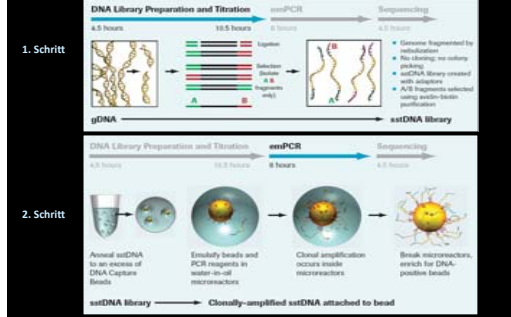 DNA Library Preparation and Titration
emPCR
Sequencing
4.5 hours
10.5 hours
8 hours
4.5 hours
1. Schritt
Ligation
Selection
(isolate
A B
fragments
only)
A
B
B
A
• Genome fragmented by
nebulization
• No cloning; no colony
picking
• sstDNA library created
with adaptors
• A/B fragments selected
using avidin-biotin
purification
gDNA
sstDNA library
DNA Library Preparation and Titration
emPCR
Sequencing
4.5 hours
10.5 hours
8 hours
4.5 hours
2. Schritt
Anneal sstDNA
to an excess of
DNA Capture
Beads
Emulsify beads and
PCR reagents in
water-in-oil
microreactors
Clonal amplification
occurs inside
microreactors
Break microreactors,
enrich for DNA-
positive beads
sstDNA library
Clonally-amplified sstDNA attached to bead